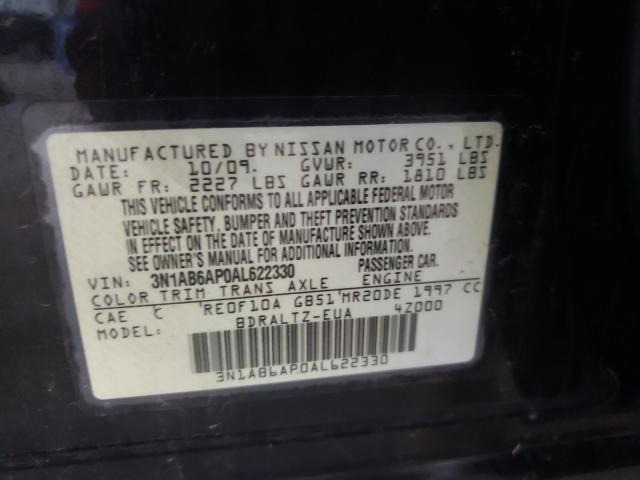 MANUFACTURED BY NISSAN MOTOR CO., LTD.
DATE: 10/09. GVWR: 3951 LBS
GAWR FR: 2227 LBS GAWR RR: 1810 LBS
THIS VEHICLE CONFORMS TO ALL APPLICABLE FEDERAL MOTOR
VEHICLE SAFETY, BUMPER AND THEFT PREVENTION STANDARDS
IN EFFECT ON THE DATE OF MANUFACTURE SHOWN ABOVE.
SEE OWNER'S MANUAL FOR ADDITIONAL INFORMATION.
VIN: 3N1AB6AP0AL622330 PASSENGER CAR.
COLOR TRIM TRANS AXLE ENGINE
CAE C RE0F10A GB51 MR20DE 1997 CC
MODEL: BDRALTZ-EUA 4Z000
3N1AB6AP0AL622330